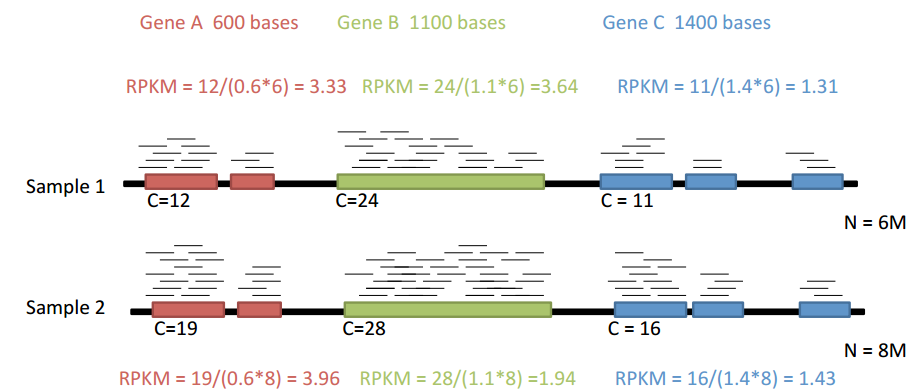 Gene A 600 bases Gene B 1100 bases Gene C 1400 bases
RPKM = 12/(0.6*6) = 3.33 RPKM = 24/(1.1*6) =3.64 RPKM = 11/(1.4*6) = 1.31
Sample 1
C=12 C=24 C = 11
N = 6M
Sample 2
C=19 C=28 C = 16
N = 8M
RPKM = 19/(0.6*8) = 3.96 RPKM = 28/(1.1*8) =1.94 RPKM = 16/(1.4*8) = 1.43